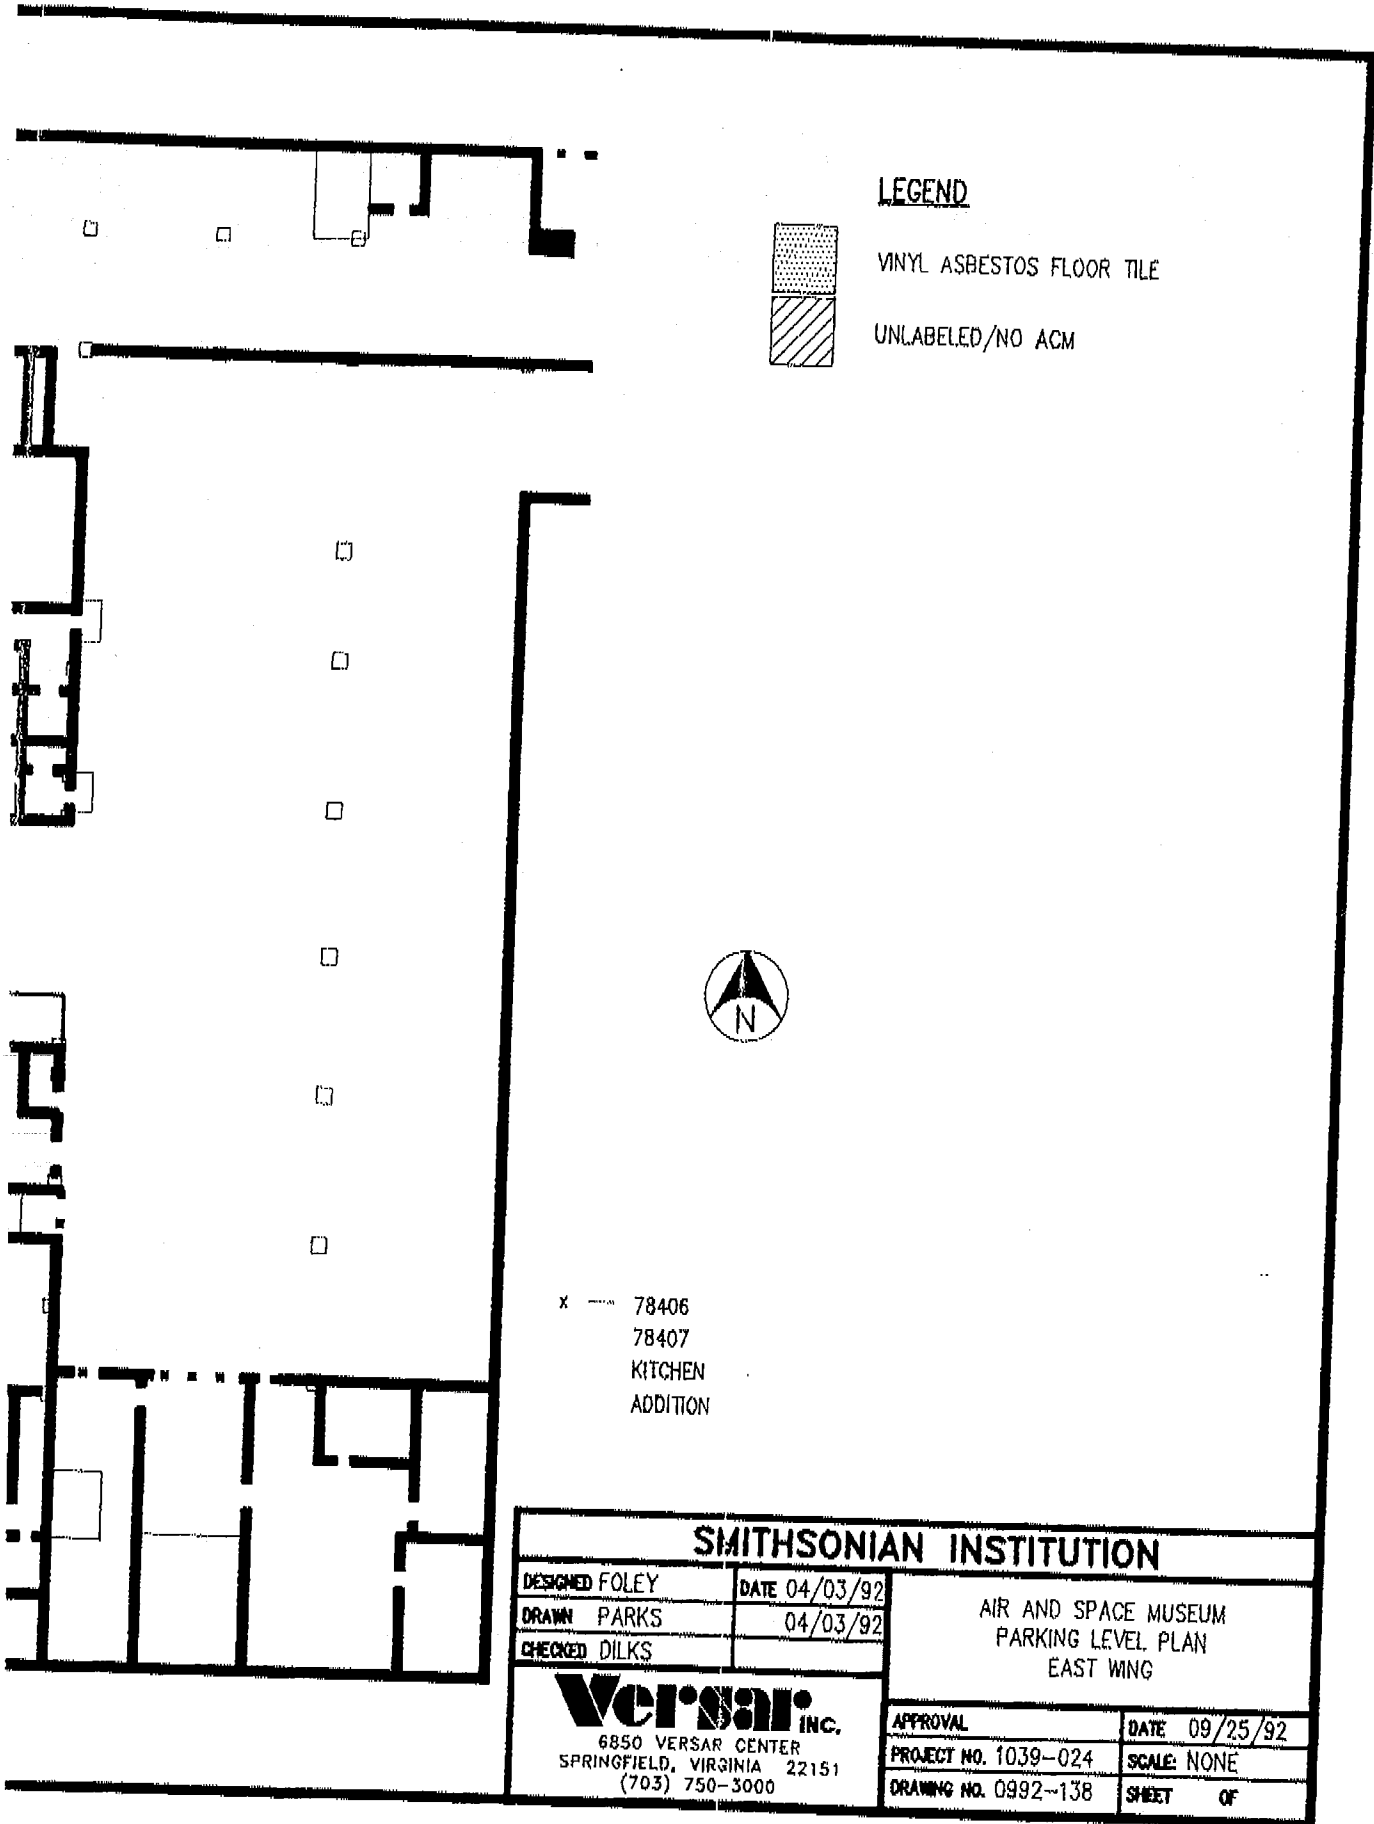 LEGEND
VINYL ASBESTOS FLOOR TILE
UNLABELED/NO ACM
N
X — 78406
78407
KITCHEN
ADDITION
SMITHSONIAN INSTITUTION
DESIGNED FOLEY DATE 04/03/92
DRAWN PARKS 04/03/92
CHECKED DILKS
AIR AND SPACE MUSEUM
PARKING LEVEL PLAN
EAST WING
Versar INC.
6850 VERSAR CENTER
SPRINGFIELD, VIRGINIA 22151
(703) 750-3000
APPROVAL DATE 09/25/92
PROJECT NO. 1039-024 SCALE: NONE
DRAWING NO. 0992-138 SHEET OF